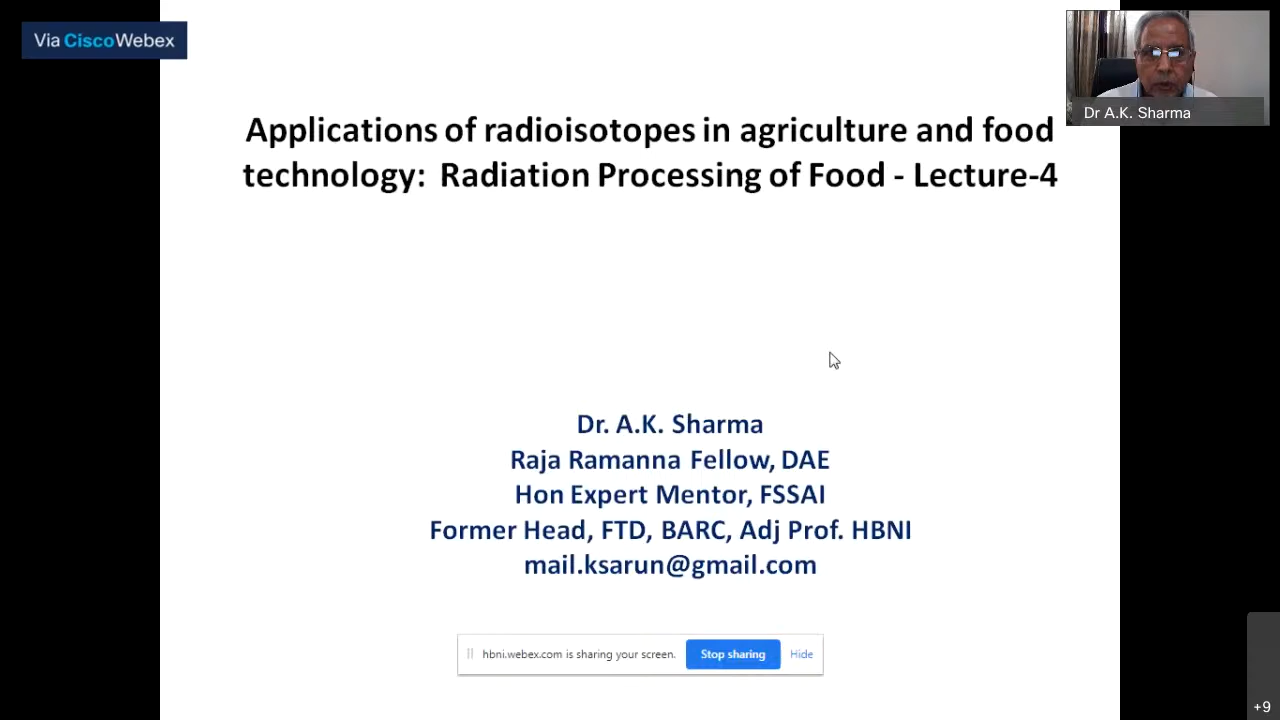 Via CiscoWebex
Dr A.K. Sharma
Applications of radioisotopes in agriculture and food
technology: Radiation Processing of Food - Lecture-4
Dr. A.K. Sharma
Raja Ramanna Fellow, DAE
Hon Expert Mentor, FSSAI
Former Head, FTD, BARC, Adj Prof. HBNI
mail.ksarun@gmail.com
hbni.webex.com is sharing your screen. Stop sharing Hide
+9